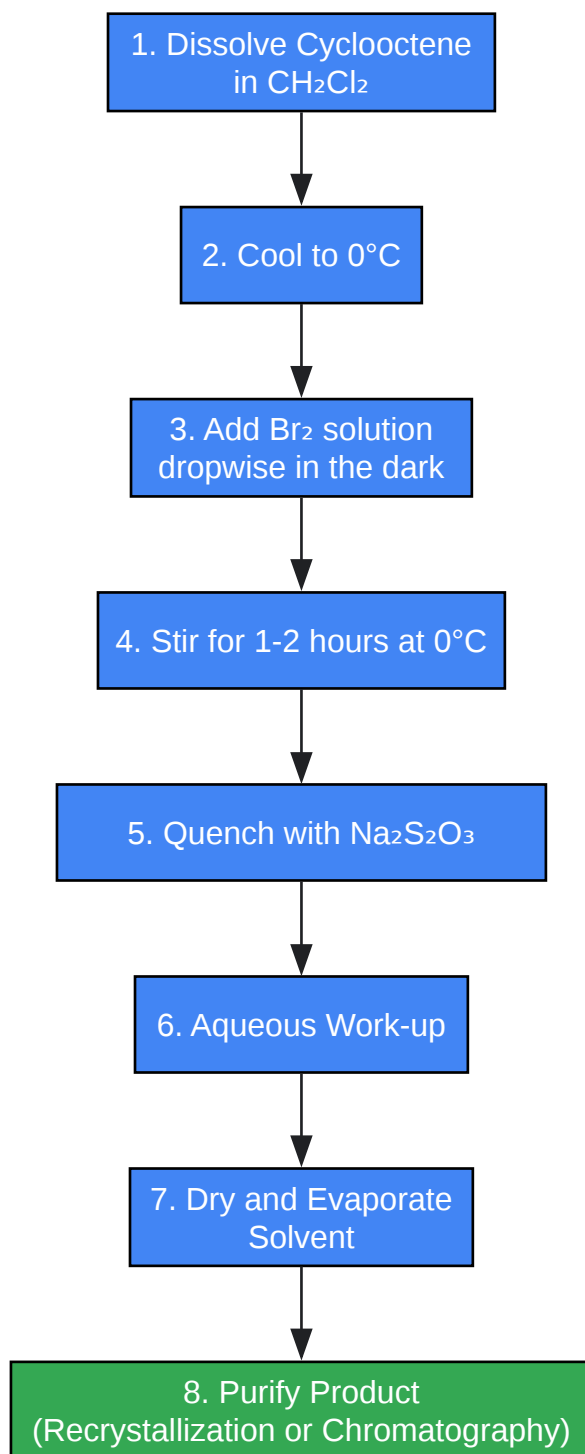 1. Dissolve Cyclooctene
in CH₂Cl₂
2. Cool to 0°C
3. Add Br₂ solution
dropwise in the dark
4. Stir for 1-2 hours at 0°C
5. Quench with Na₂S₂O₃
6. Aqueous Work-up
7. Dry and Evaporate
Solvent
8. Purify Product
(Recrystallization or Chromatography)